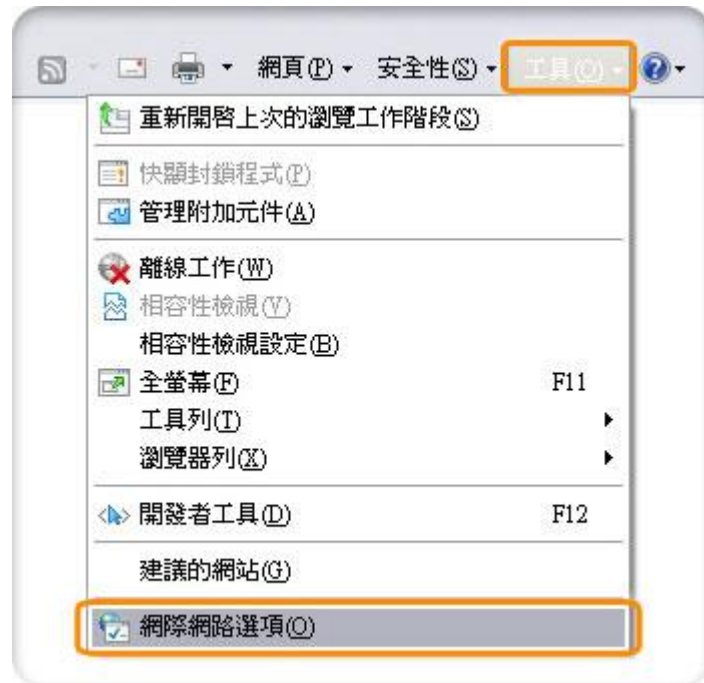 網頁(P) 安全性(S) 工具(O)
重新開啓上次的瀏覽工作階段(S)
快顯封鎖程式(P)
管理附加元件(A)
離線工作(W)
相容性檢視(V)
相容性檢視設定(B)
全螢幕(F) F11
工具列(T)
瀏覽器列(X)
開發者工具(D) F12
建議的網站(G)
網際網路選項(O)